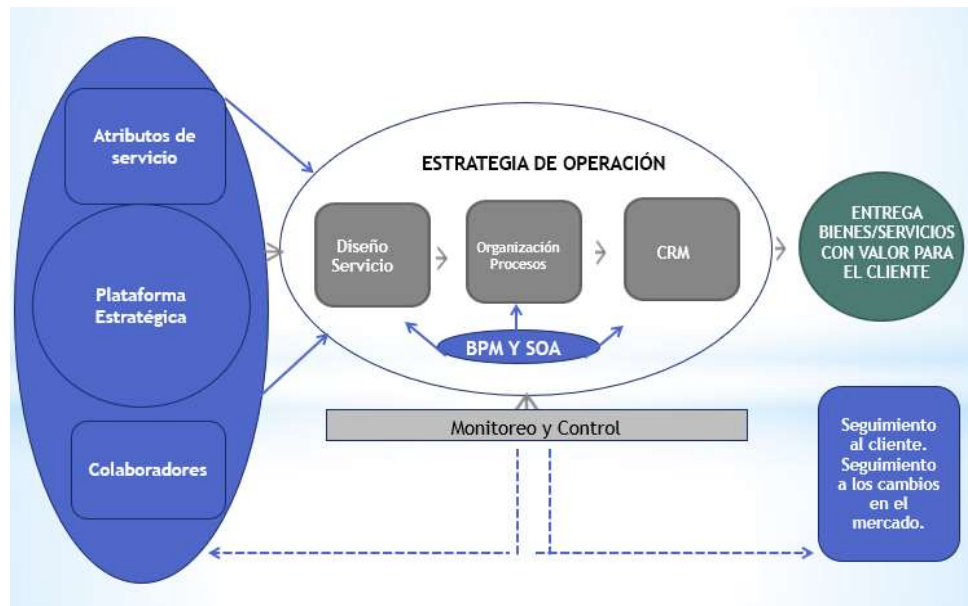 Atributos de
servicio
Plataforma
Estratégica
Colaboradores
ESTRATEGIA DE OPERACIÓN
Diseño
Servicio
Organización
Procesos
CRM
BPM Y SOA
Monitoreo y Control
ENTREGA
BIENES/SERVICIOS
CON VALOR PARA
EL CLIENTE
Seguimiento
al cliente.
Seguimiento
a los cambios
en el
mercado.